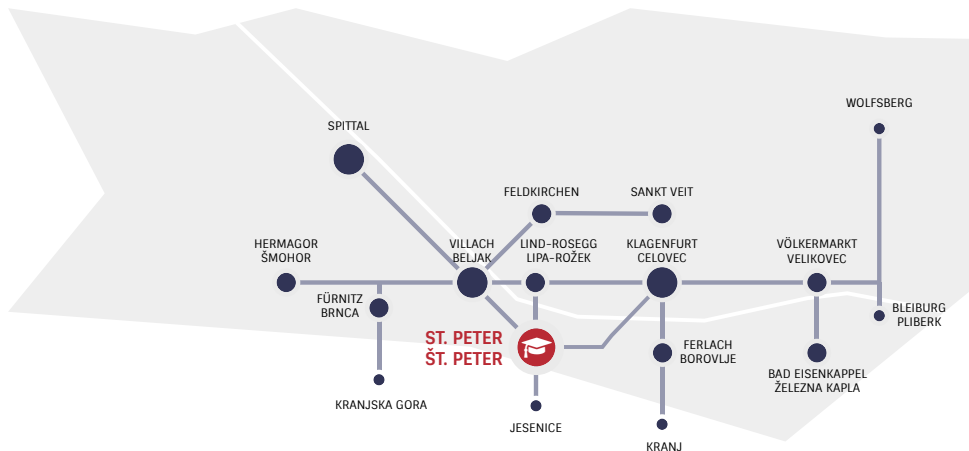 WOLFSBERG
SPITTAL
FELDKIRCHEN
SANKT VEIT
HERMAGOR
ŠMOHOR
VILLACH
BELJAK
LIND-ROSEGG
LIPA-ROŽEK
KLAGENFURT
CELOVEC
VÖLKERMARKT
VELIKOVEC
FÜRNITZ
BRNCA
BLEIBURG
PLIBERK
ST. PETER
ŠT. PETER
FERLACH
BOROVLJE
BAD EISENKAPPEL
ŽELEZNA KAPLA
KRANJSKA GORA
JESENICE
KRANJ